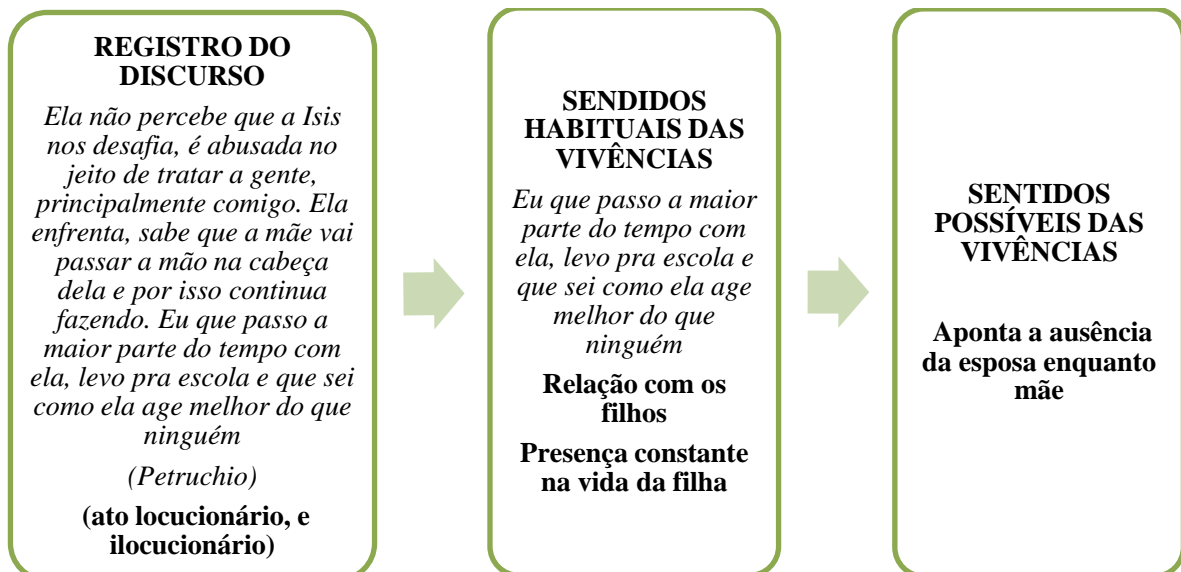 REGISTRO DO
DISCURSO
Ela não percebe que a Isis
nos desafia, é abusada no
jeito de tratar a gente,
principalmente comigo. Ela
enfrenta, sabe que a mãe vai
passar a mão na cabeça
dela e por isso continua
fazendo. Eu que passo a
maior parte do tempo com
ela, levo pra escola e que sei
como ela age melhor do que
ninguém
(Petruchio)
(ato locucionário, e
ilocucionário)
SENDIDOS
HABITUAIS DAS
VIVÊNCIAS
Eu que passo a maior
parte do tempo com
ela, levo pra escola e
que sei como ela age
melhor do que
ninguém
Relação com os
filhos
Presença constante
na vida da filha
SENTIDOS
POSSÍVEIS DAS
VIVÊNCIAS
Aponta a ausência
da esposa enquanto
mãe